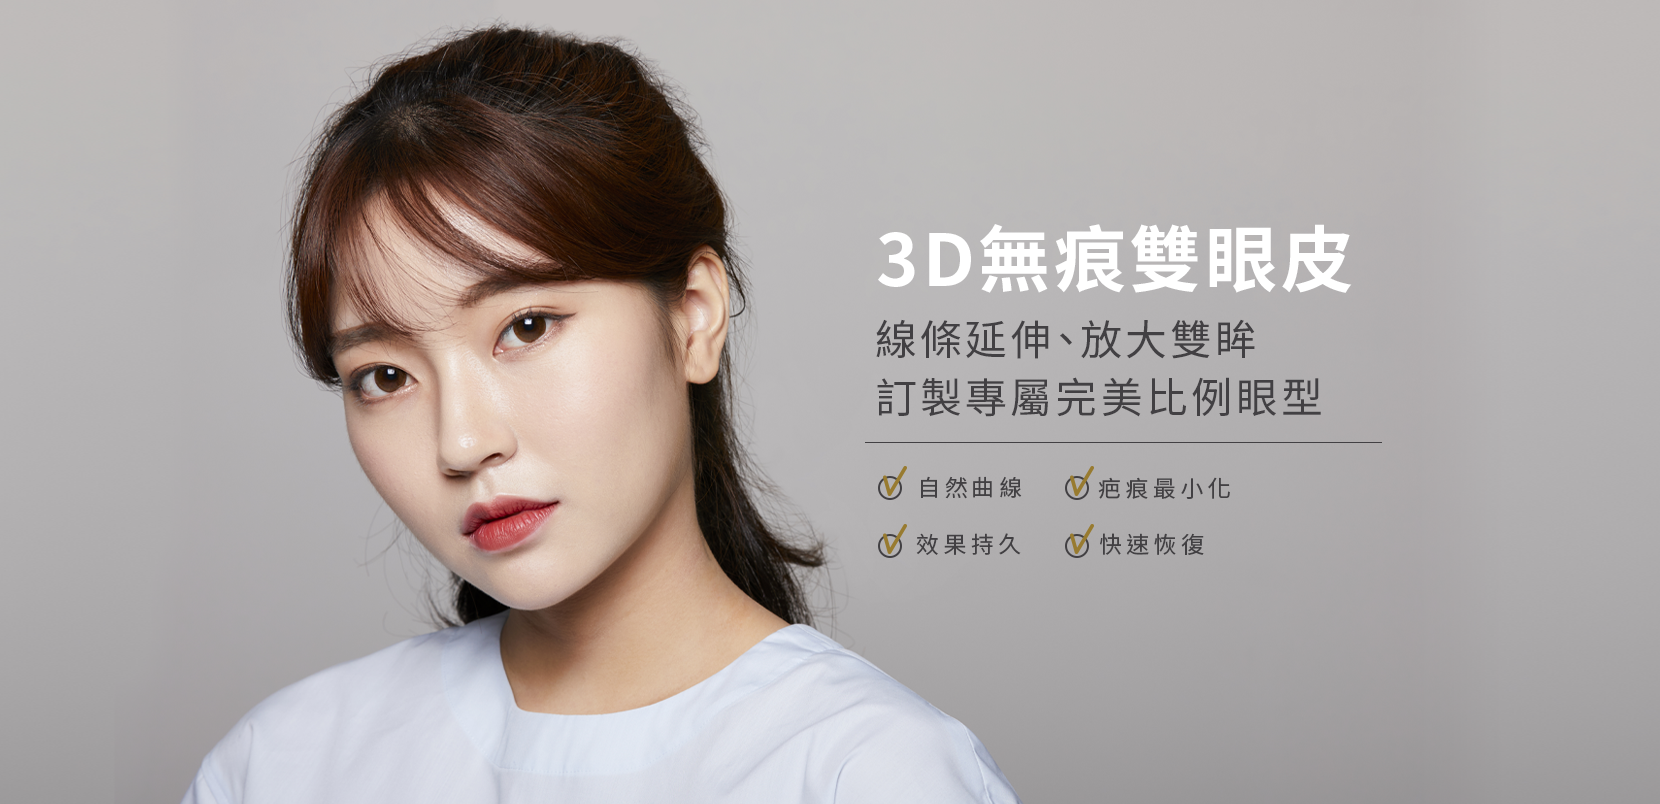 3D無痕雙眼皮
線條延伸、放大雙眸
訂製專屬完美比例眼型
自然曲線
疤痕最小化
效果持久
快速恢復